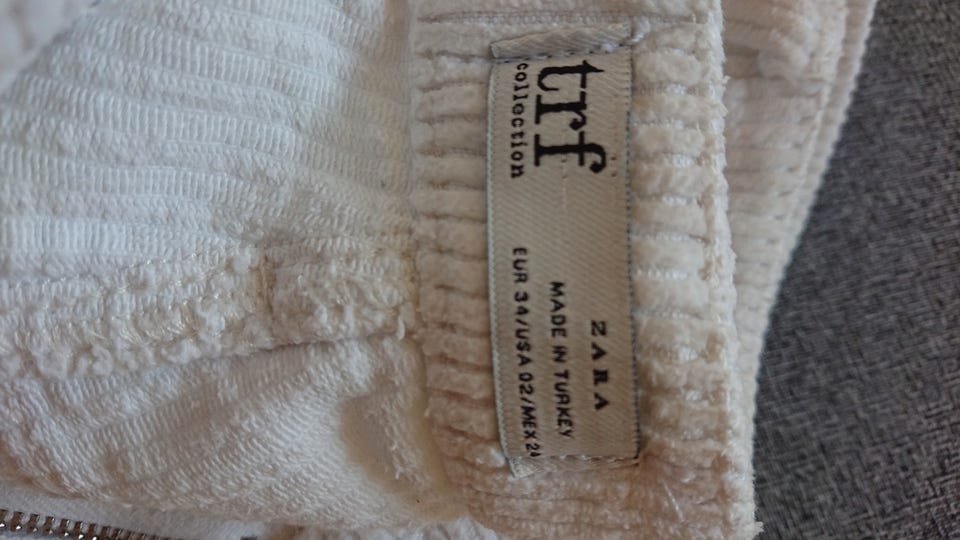 trf
collection
ZARA
MADE IN TURKEY
EUR 34/USA 02/MEX 24